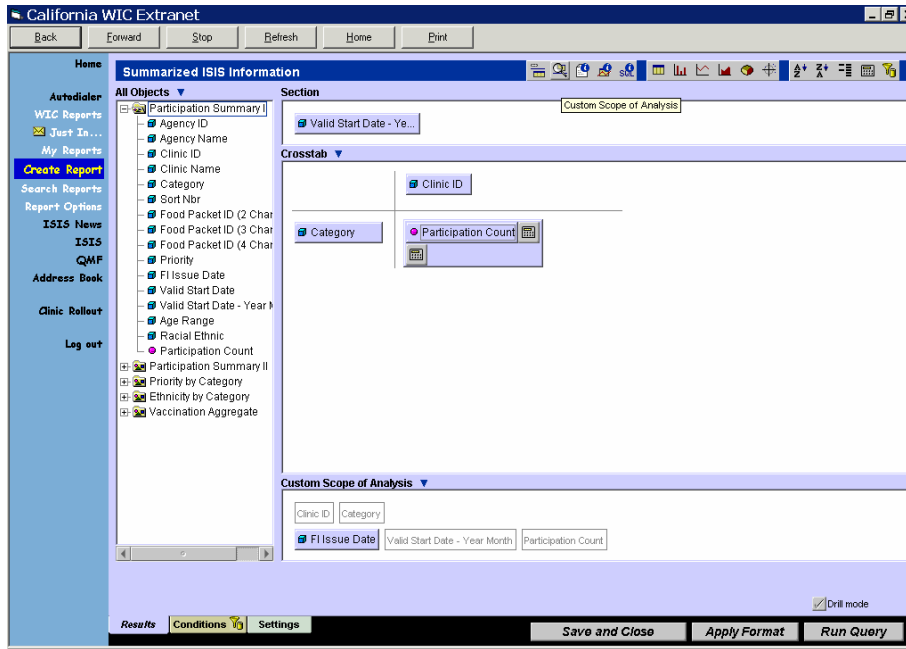 California WIC Extranet
Back Forward Stop Refresh Home Print
Home
Autodialer
WIC Reports
Just In...
My Reports
Create Report
Search Reports
Report Options
ISIS News
ISIS
QMF
Address Book
Clinic Rollout
Log out
Summarized ISIS Information
SQL
Custom Scope of Analysis
All Objects
Participation Summary I
Agency ID
Agency Name
Clinic ID
Clinic Name
Category
Sort Nbr
Food Packet ID (2 Char
Food Packet ID (3 Char
Food Packet ID (4 Char
Priority
FI Issue Date
Valid Start Date
Valid Start Date - Year M
Age Range
Racial Ethnic
Participation Count
Participation Summary II
Priority by Category
Ethnicity by Category
Vaccination Aggregate
Section
Valid Start Date - Ye...
Crosstab
Clinic ID
Category
Participation Count
Custom Scope of Analysis
Clinic ID Category
FI Issue Date Valid Start Date - Year Month Participation Count
Drill mode
Results Conditions Settings
Save and Close Apply Format Run Query